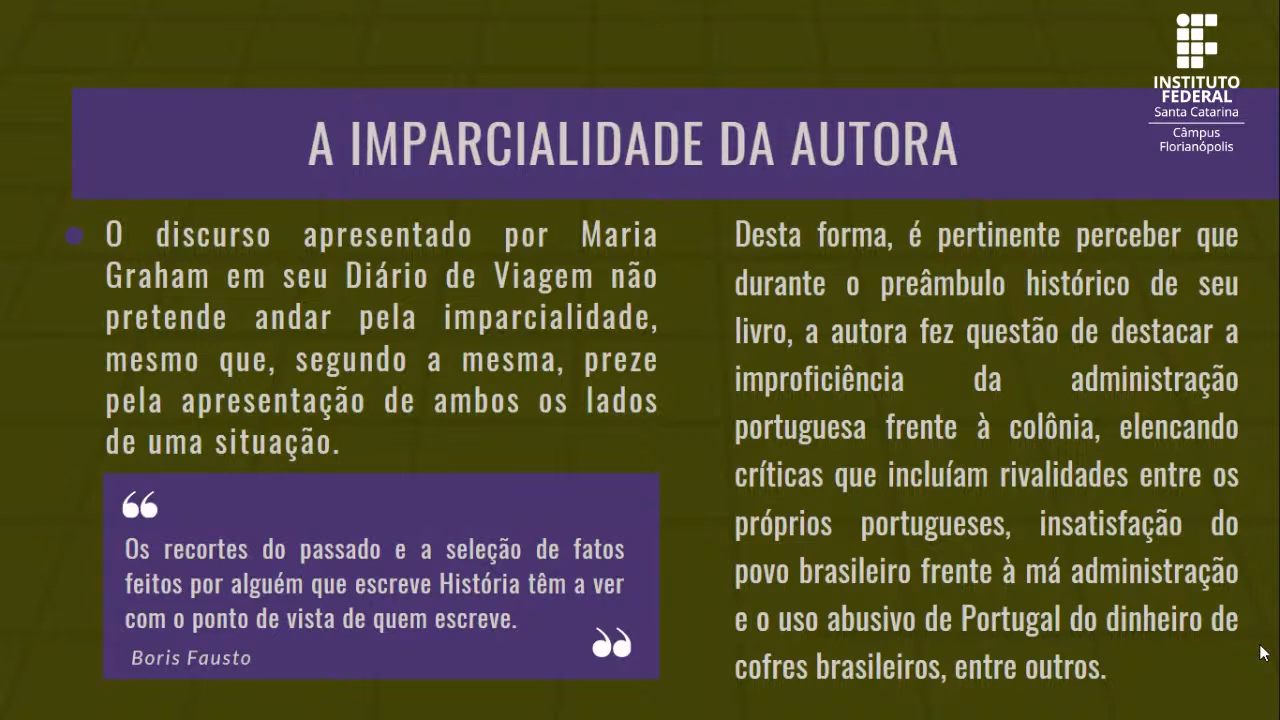 INSTITUTO
FEDERAL
Santa Catarina
Câmpus
Florianópolis
A IMPARCIALIDADE DA AUTORA
O discurso apresentado por Maria
Graham em seu Diário de Viagem não
pretende andar pela imparcialidade,
mesmo que, segundo a mesma, preze
pela apresentação de ambos os lados
de uma situação.
“
Os recortes do passado e a seleção de fatos
feitos por alguém que escreve História têm a ver
com o ponto de vista de quem escreve.
”
Boris Fausto
Desta forma, é pertinente perceber que
durante o preâmbulo histórico de seu
livro, a autora fez questão de destacar a
improficiência da administração
portuguesa frente à colônia, elencando
críticas que incluíam rivalidades entre os
próprios portugueses, insatisfação do
povo brasileiro frente à má administração
e o uso abusivo de Portugal do dinheiro de
cofres brasileiros, entre outros.